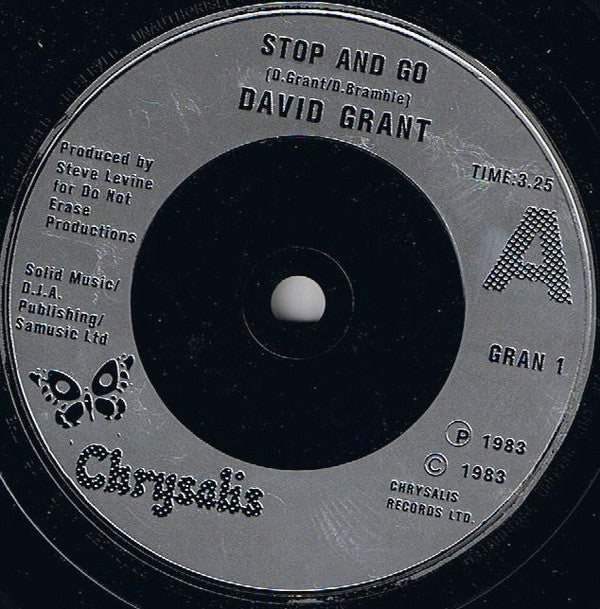 STOP AND GO
(D.Grant/D.Bramble)
DAVID GRANT
Produced by
Steve Levine
for Do Not
Erase
Productions
TIME:3.25
A
Solid Music/
D.J.A.
Publishing/
Samusic Ltd
GRAN 1
Ⓟ 1983
© 1983
CHRYSALIS
RECORDS LTD.
Chrysalis